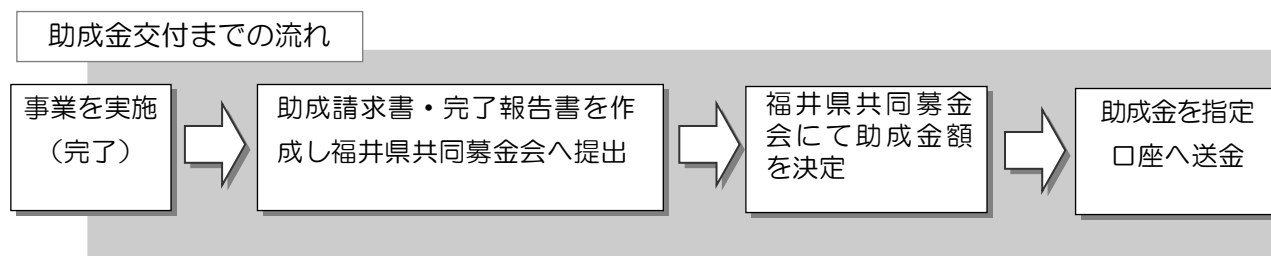 助成金交付までの流れ
事業を実施
（完了）
助成請求書・完了報告書を作
成し福井県共同募金会へ提出
福井県共同募金
会にて助成金額
を決定
助成金を指定
口座へ送金